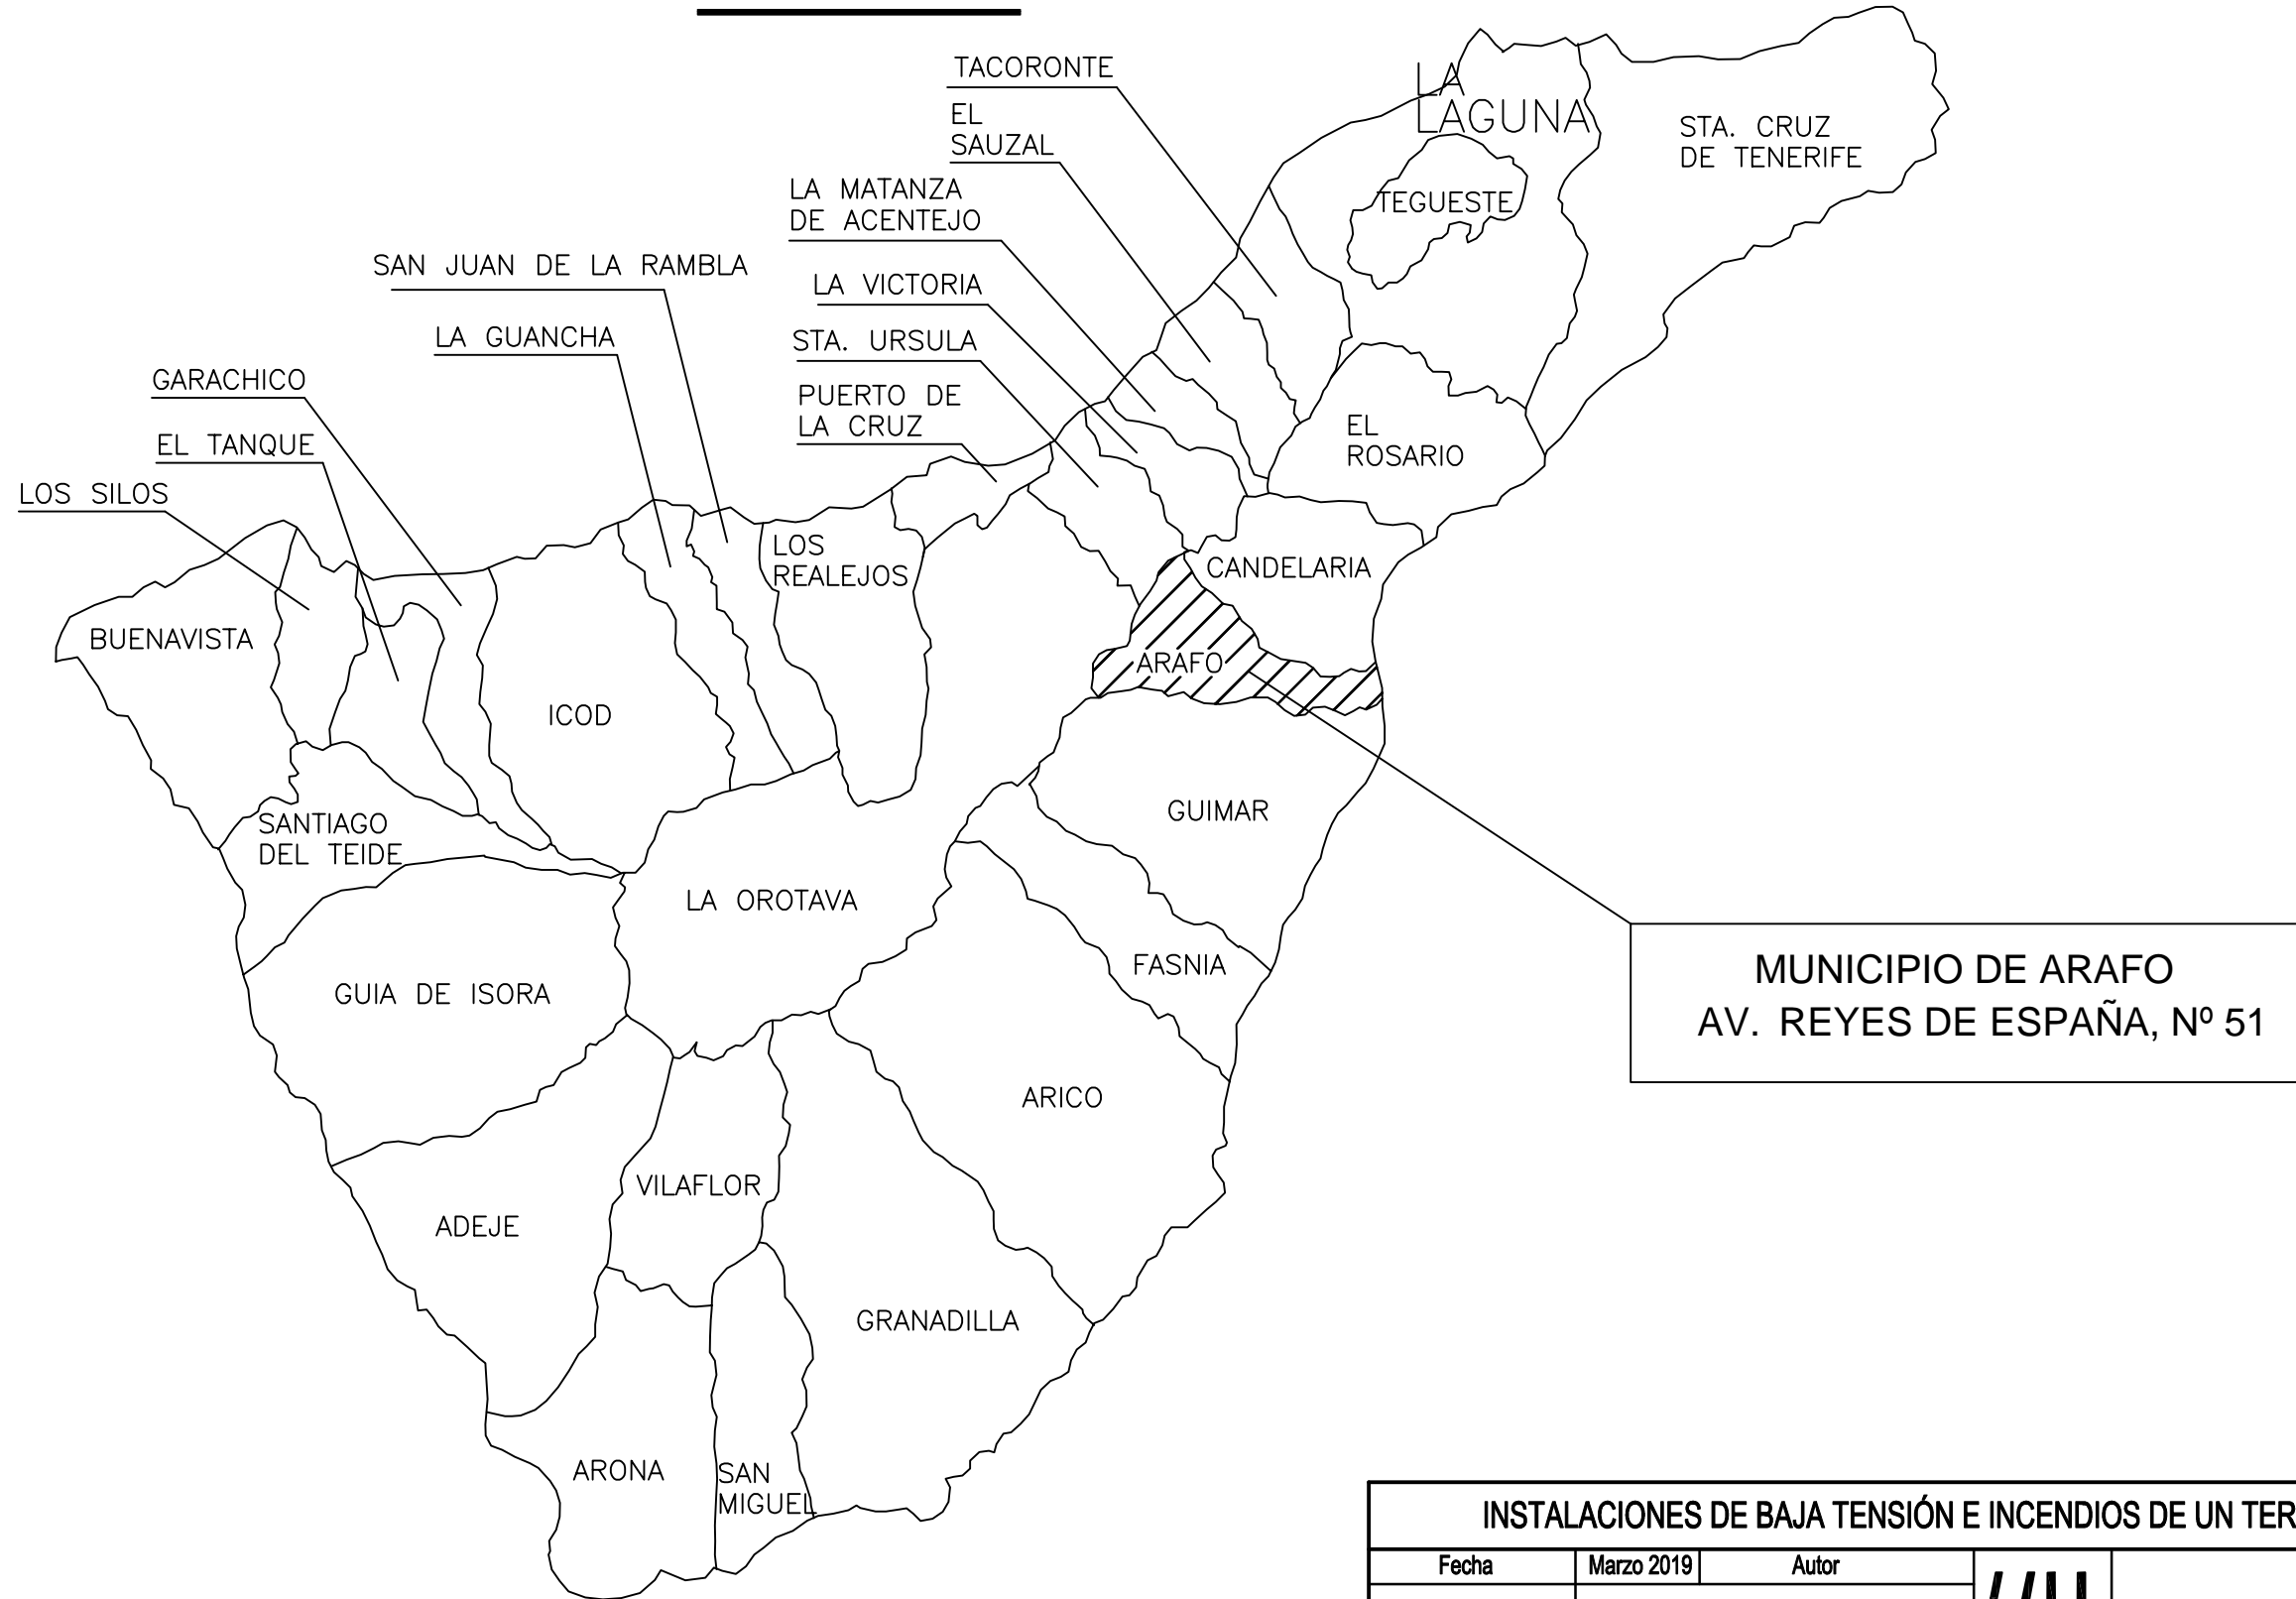 TACORONTE
EL
SAUZAL
LA MATANZA
DE ACENTEJO
LA VICTORIA
STA. URSULA
PUERTO DE
LA CRUZ
SAN JUAN DE LA RAMBLA
LA GUANCHA
GARACHICO
EL TANQUE
LOS SILOS
LA
LAGUNA
STA. CRUZ
DE TENERIFE
TEGUESTE
EL
ROSARIO
CANDELARIA
ARAFO
LOS
REALEJOS
BUENAVISTA
ICOD
GUIMAR
SANTIAGO
DEL TEIDE
LA OROTAVA
FASNIA
GUIA DE ISORA
ARICO
VILAFLOR
ADEJE
GRANADILLA
ARONA
SAN
MIGUEL
MUNICIPIO DE ARAFO
AV. REYES DE ESPAÑA, Nº 51
INSTALACIONES DE BAJA TENSIÓN E INCENDIOS DE UN TER
Fecha Marzo 2019 Autor